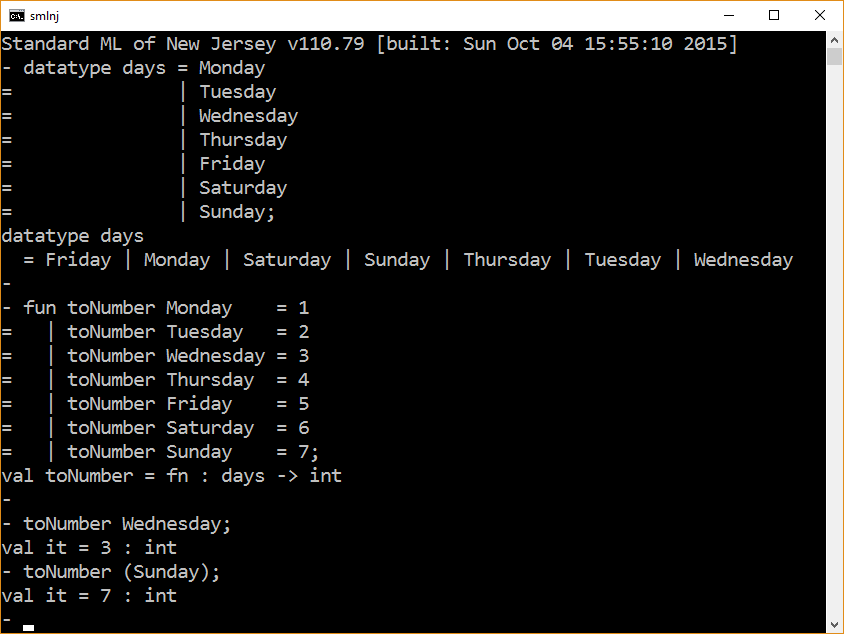 smlnj
Standard ML of New Jersey v110.79 [built: Sun Oct 04 15:55:10 2015]
- datatype days = Monday
=               | Tuesday
=               | Wednesday
=               | Thursday
=               | Friday
=               | Saturday
=               | Sunday;
datatype days
  = Friday | Monday | Saturday | Sunday | Thursday | Tuesday | Wednesday
-
- fun toNumber Monday    = 1
=   | toNumber Tuesday   = 2
=   | toNumber Wednesday = 3
=   | toNumber Thursday  = 4
=   | toNumber Friday    = 5
=   | toNumber Saturday  = 6
=   | toNumber Sunday    = 7;
val toNumber = fn : days -> int
-
- toNumber Wednesday;
val it = 3 : int
- toNumber (Sunday);
val it = 7 : int
-